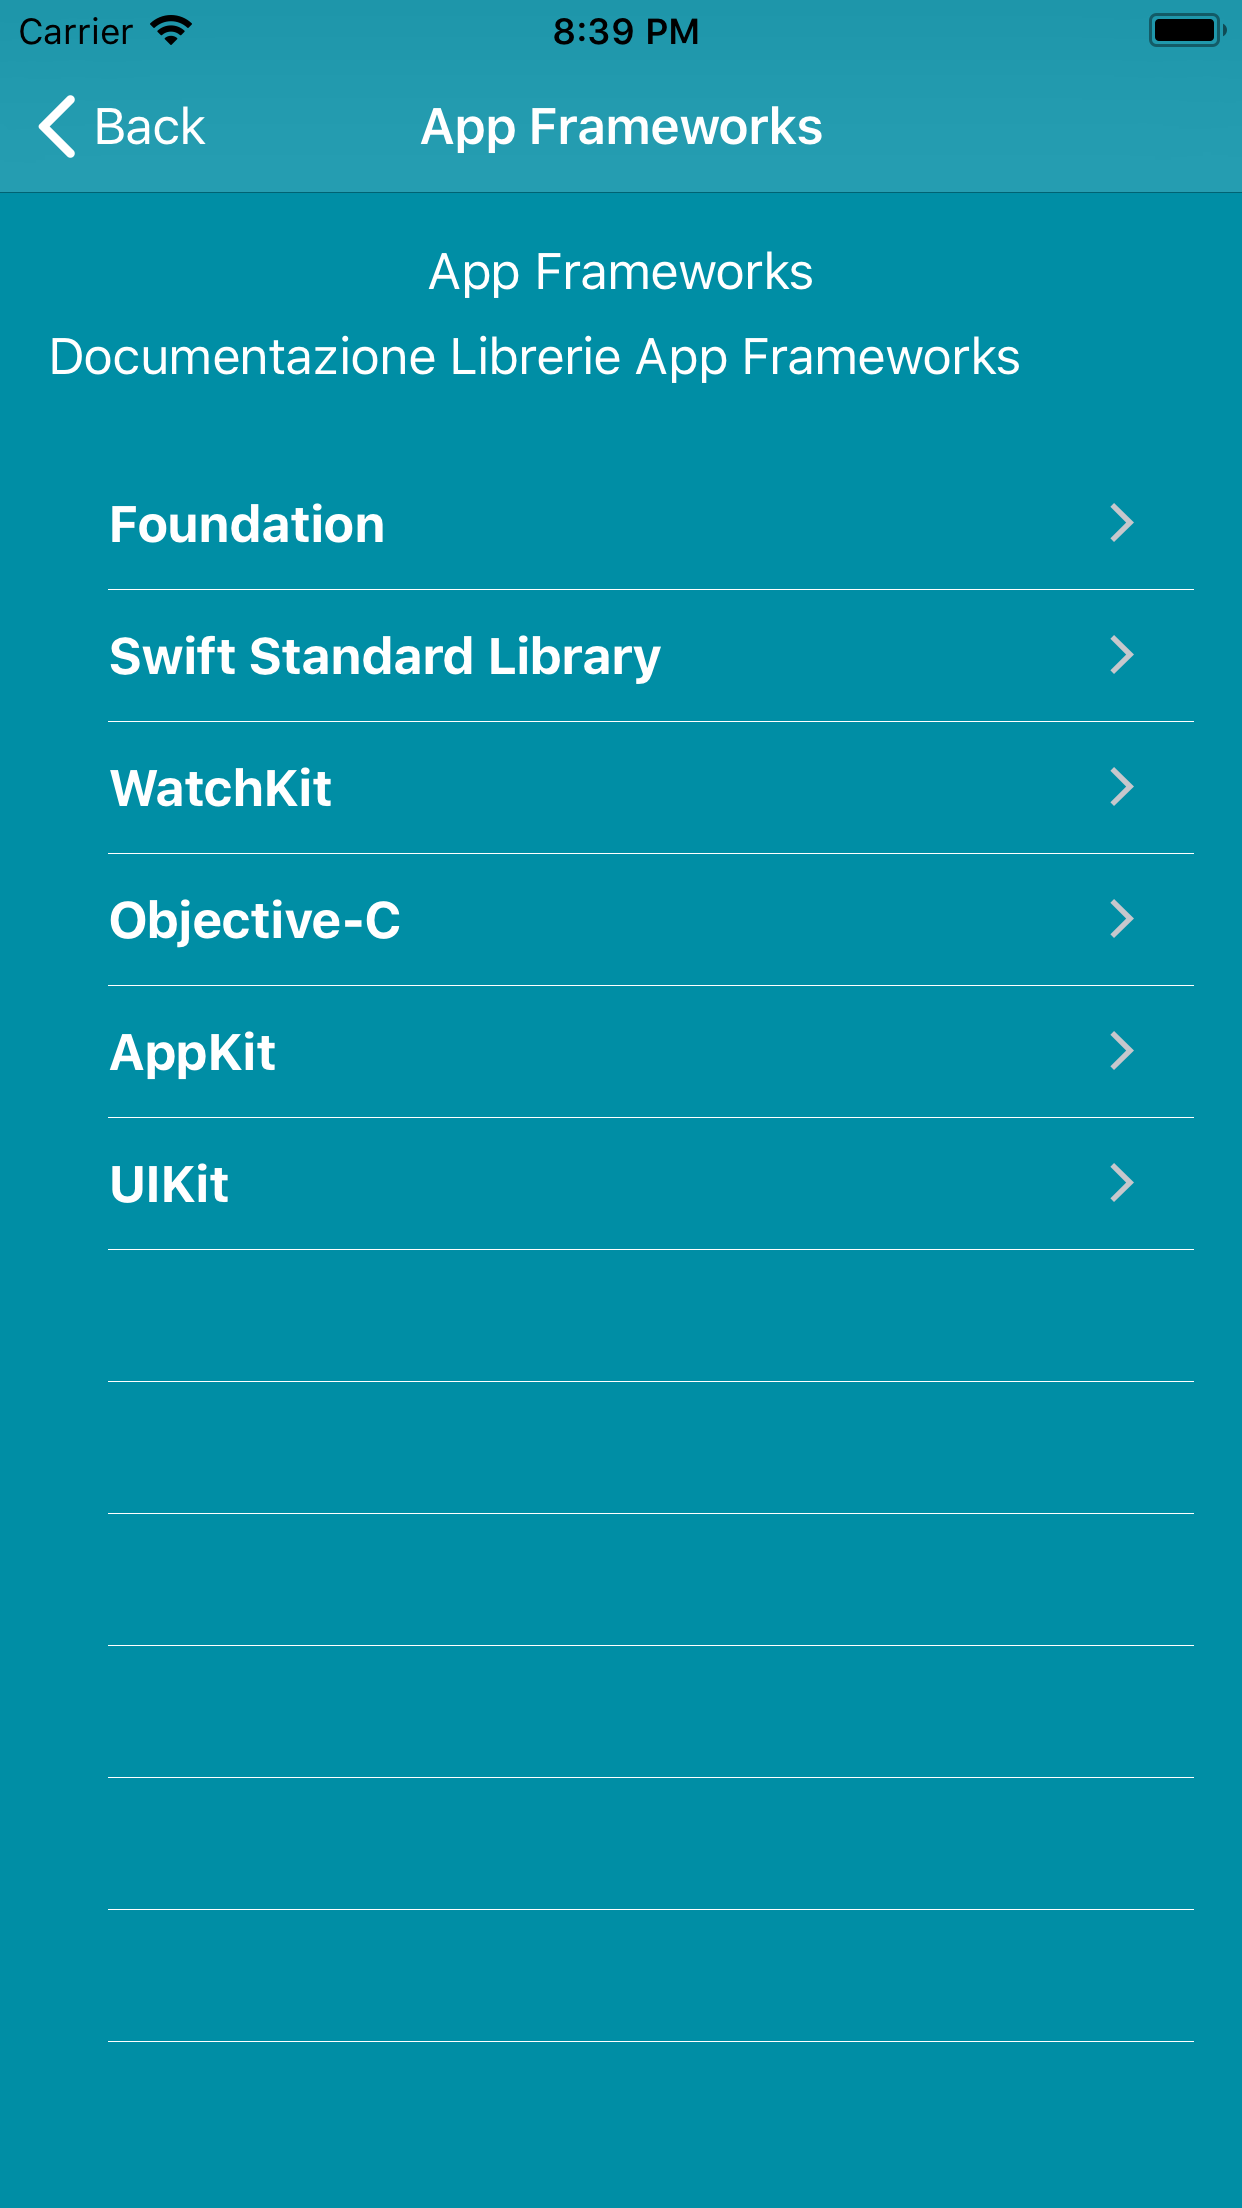 Carrier 8:39 PM
Back App Frameworks
App Frameworks
Documentazione Librerie App Frameworks
Foundation
Swift Standard Library
WatchKit
Objective-C
AppKit
UIKit